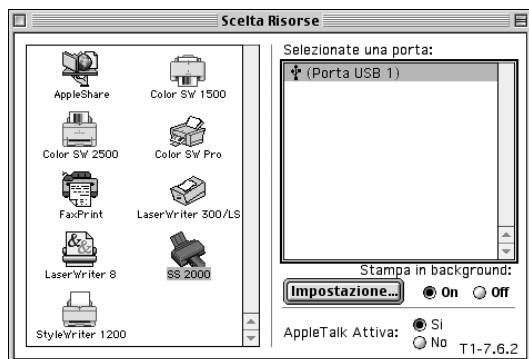 Scelta Risorse
AppleShare
Color SW 1500
Color SW 2500
Color SW Pro
FaxPrint
LaserWriter 300/LS
LaserWriter 8
SS 2000
StyleWriter 1200
Selezionate una porta:
(Porta USB 1)
Stampa in background:
Impostazione...
On
Off
AppleTalk Attiva:
Si
No
T1-7.6.2